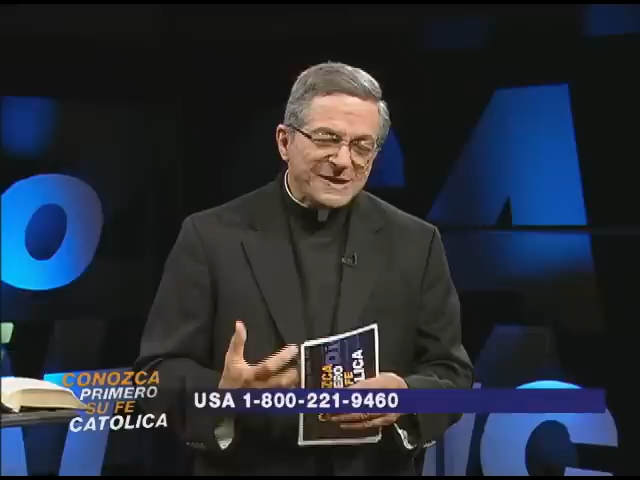 CONOZCA
PRIMERO
SU FE
CATOLICA
USA 1-800-221-9460